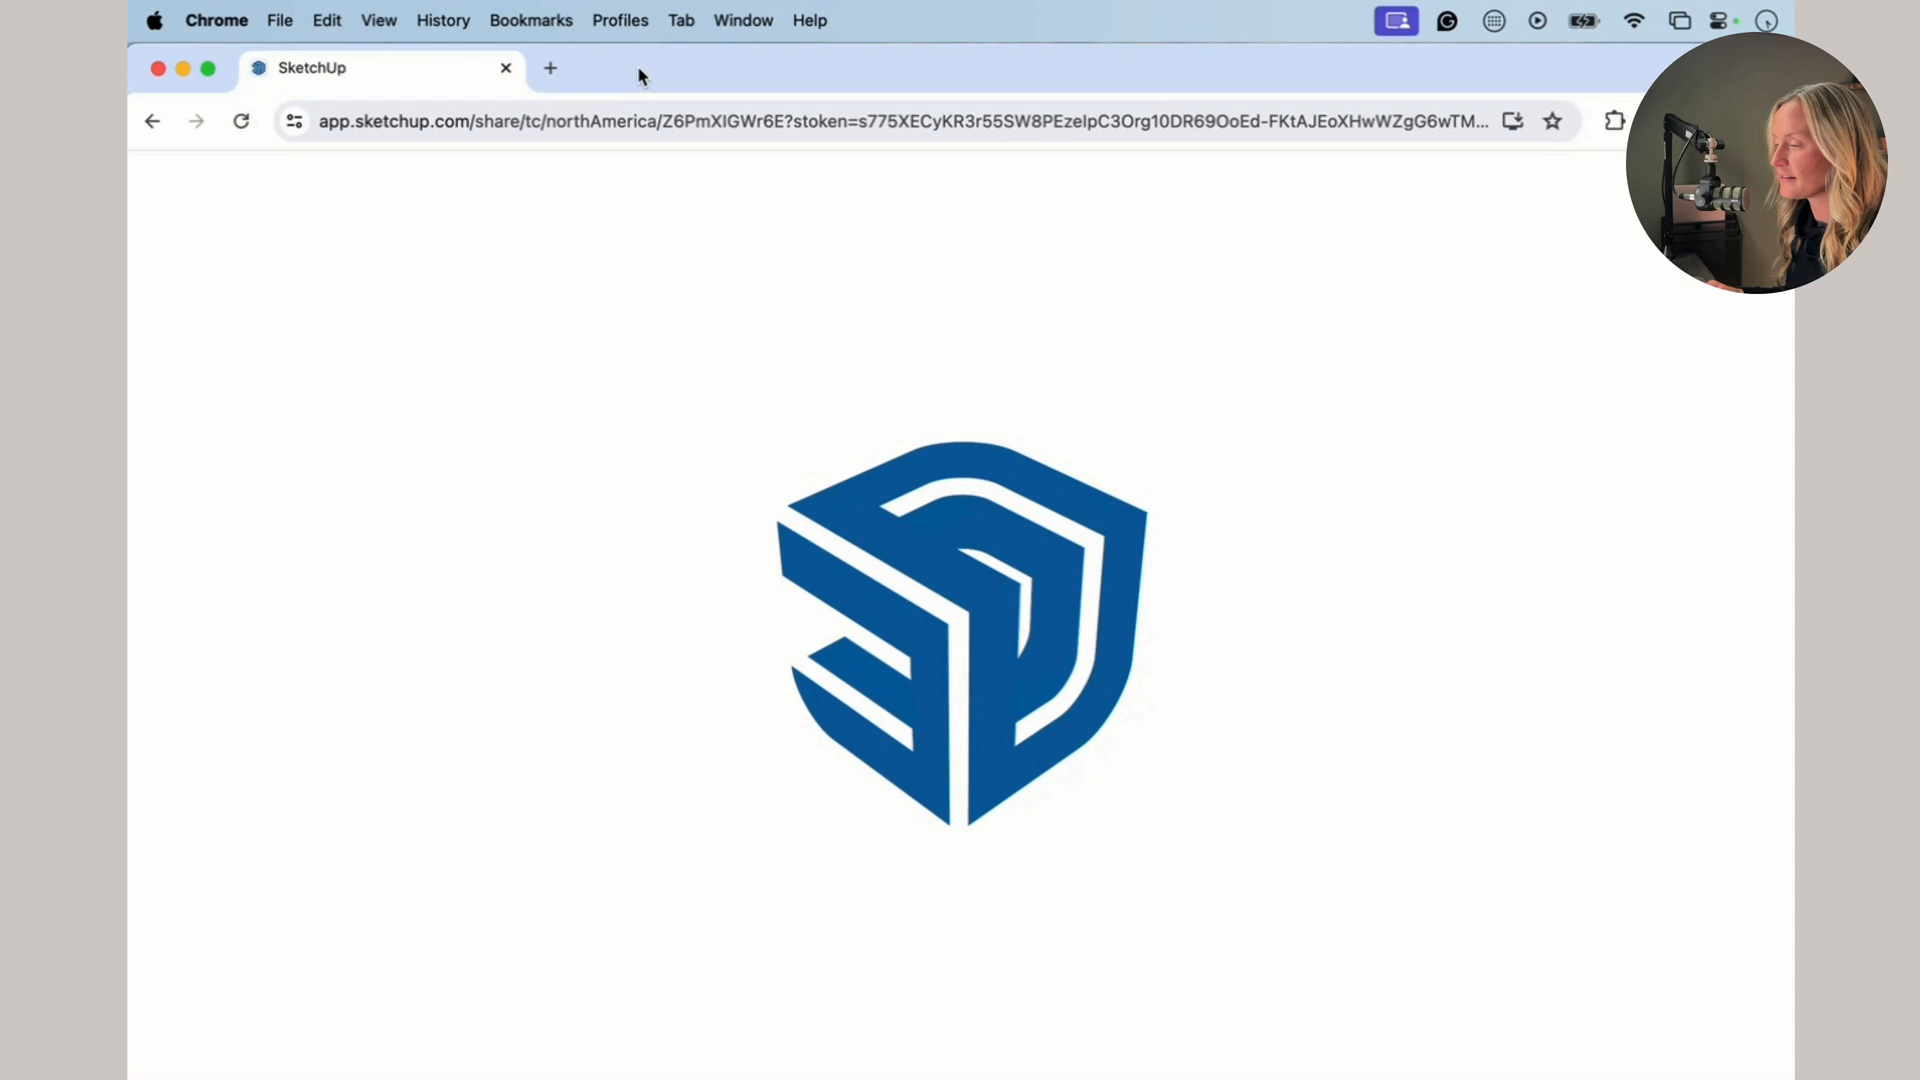 Chrome File Edit View History Bookmarks Profiles Tab Window Help
SketchUp
app.sketchup.com/share/tc/northAmerica/Z6PmXIGWr6E?stoken=s775XECyKR3r55SW8PEzeIpC3Org10DR69OoEd-FKtAJEoXHwWZgG6wTM...